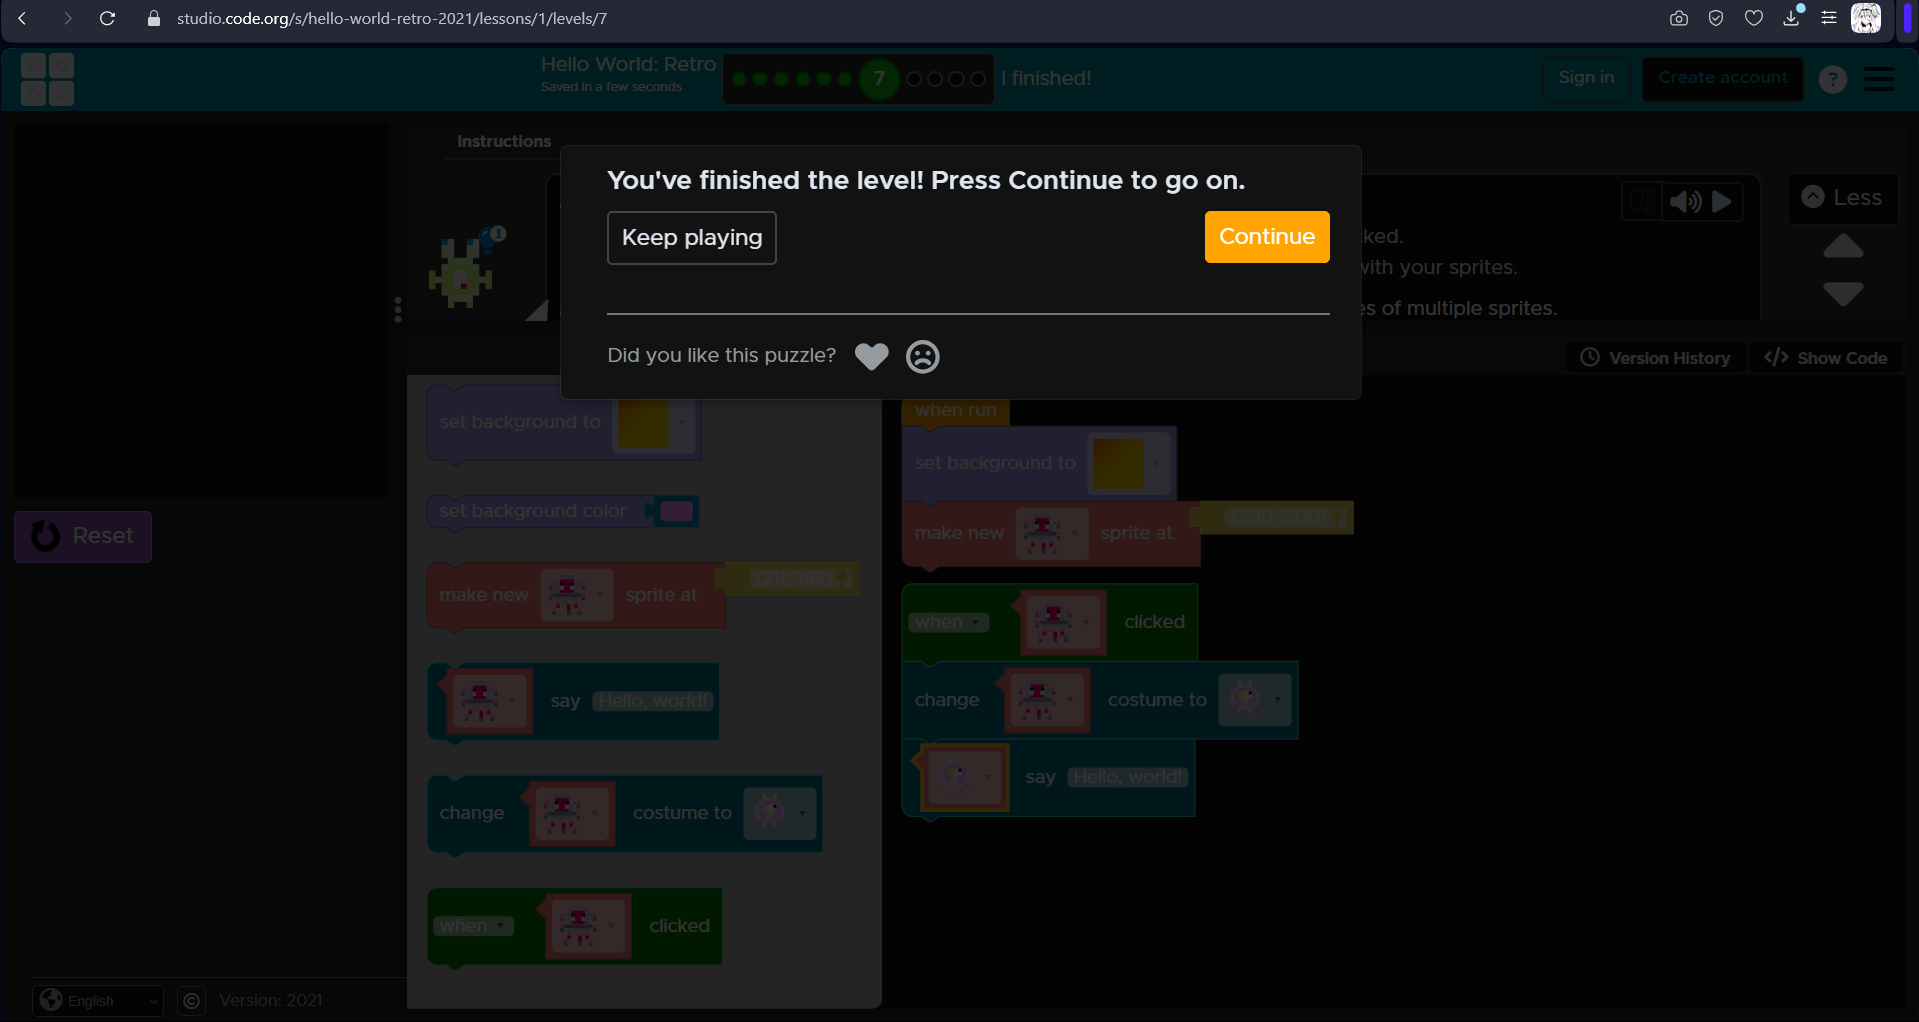 studio.code.org/s/hello-world-retro-2021/lessons/1/levels/7
C O
D E
Hello World: Retro
Saved in a few seconds
7
I finished!
Sign in
Create account
?
Instructions
You've finished the level! Press Continue to go on.
Keep playing
Continue
Did you like this puzzle?
1
cked.
with your sprites.
es of multiple sprites.
Less
Version History
Show Code
Reset
set background to
set background color
make new sprite at (211, 142)
say Hello, world!
change costume to
when clicked
when run
set background to
make new sprite at (200, 200)
when clicked
change costume to
say Hello, world!
English
© Version: 2021